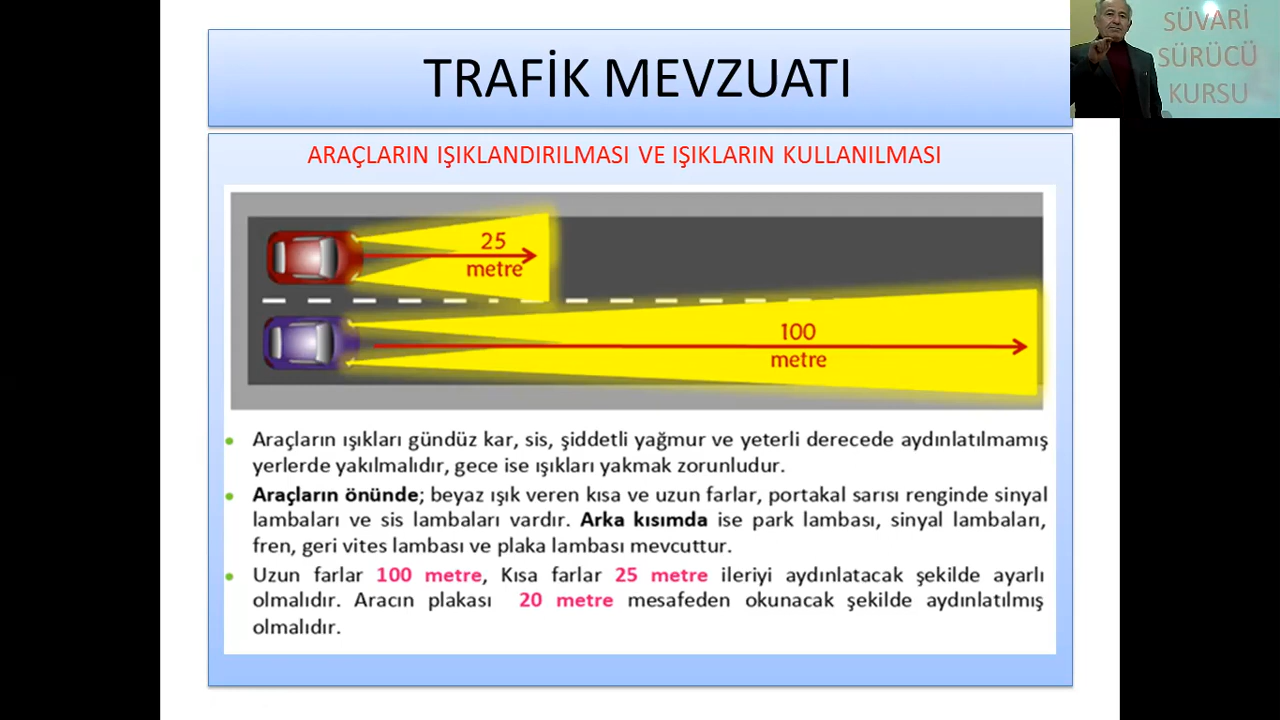 TRAFİK MEVZUATI
SÜVARİ
SÜRÜCÜ
KURSU
ARAÇLARIN IŞIKLANDIRILMASI VE IŞIKLARIN KULLANILMASI
25
metre
100
metre
• Araçların ışıkları gündüz kar, sis, şiddetli yağmur ve yeterli derecede aydınlatılmamış
yerlerde yakılmalıdır, gece ise ışıkları yakmak zorunludur.
• Araçların önünde; beyaz ışık veren kısa ve uzun farlar, portakal sarısı renginde sinyal
lambaları ve sis lambaları vardır. Arka kısımda ise park lambası, sinyal lambaları,
fren, geri vites lambası ve plaka lambası mevcuttur.
• Uzun farlar 100 metre, Kısa farlar 25 metre ileriyi aydınlatacak şekilde ayarlı
olmalıdır. Aracın plakası 20 metre mesafeden okunacak şekilde aydınlatılmış
olmalıdır.